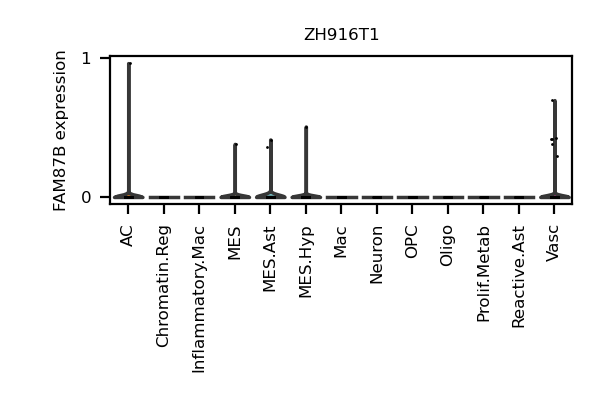 ZH916T1
FAM87B expression
1
0
AC
Chromatin.Reg
Inflammatory.Mac
MES
MES.Ast
MES.Hyp
Mac
Neuron
OPC
Oligo
Prolif.Metab
Reactive.Ast
Vasc